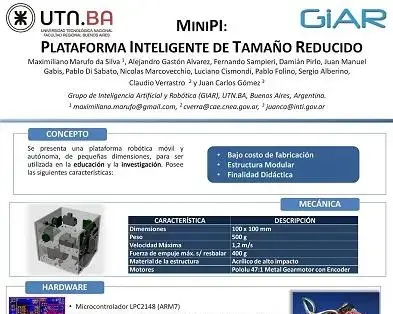 UTN.BA
UNIVERSIDAD TECNOLÓGICA NACIONAL
FACULTAD REGIONAL BUENOS AIRES
GiAR
MINIPI:
PLATAFORMA INTELIGENTE DE TAMAÑO REDUCIDO
Maximiliano Marufo da Silva 1, Alejandro Gastón Alvarez, Fernando Sampieri, Damián Pirlo, Juan Manuel
Gabis, Pablo Di Sabato, Nicolas Marcovecchio, Luciano Cismondi, Pablo Folino, Sergio Alberino,
Claudio Verrastro 2 y Juan Carlos Gómez 3
Grupo de Inteligencia Artificial y Robótica (GIAR), UTN.BA, Buenos Aires, Argentina.
1 maximiliano.marufo@gmail.com, 2 cverra@cae.cnea.gov.ar, 3 juanca@inti.gov.ar
CONCEPTO
Se presenta una plataforma robótica móvil y
autónoma, de pequeñas dimensiones, para ser
utilizada en la educación y la investigación. Posee
las siguientes características:
• Bajo costo de fabricación
• Estructura Modular
• Finalidad Didáctica
MECÁNICA
CARACTERÍSTICA DESCRIPCIÓN
Dimensiones 100 x 100 mm
Peso 500 g
Velocidad Máxima 1,2 m/s
Fuerza de empuje máx. s/ resbalar 400 g
Material de la estructura Acrílico de alto impacto
Motores Pololu 47:1 Metal Gearmotor con Encoder
HARDWARE
• Microcontrolador LPC2148 (ARM7)